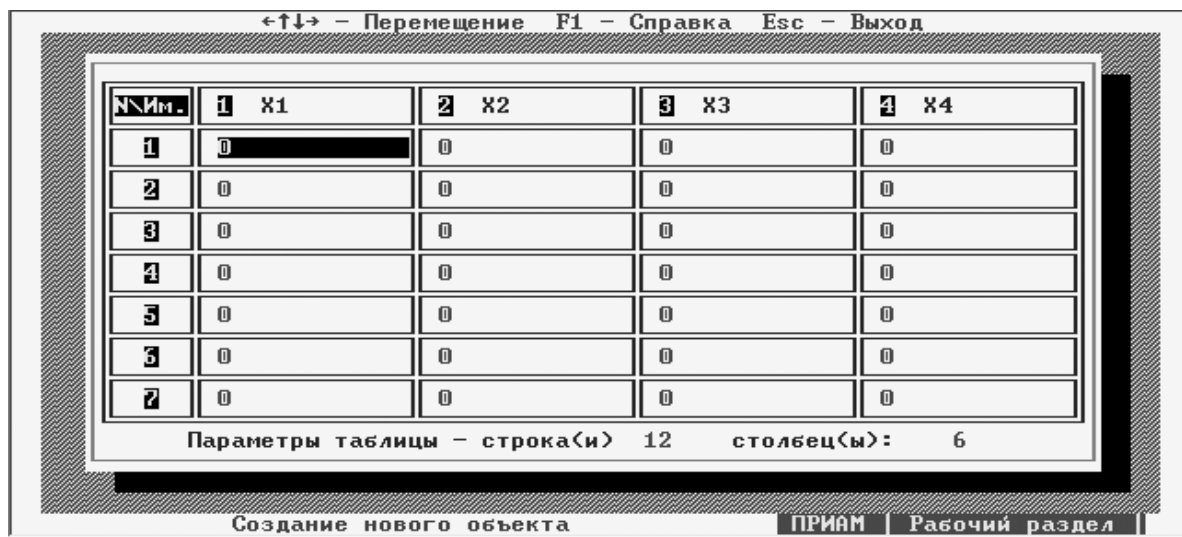 ←↑↓→ – Перемещение F1 – Справка Esc – Выход
N\Им. 1 X1 2 X2 3 X3 4 X4
1 0 0 0 0
2 0 0 0 0
3 0 0 0 0
4 0 0 0 0
5 0 0 0 0
6 0 0 0 0
7 0 0 0 0
Параметры таблицы – строка(и) 12 столбец(ы): 6
Создание нового объекта ПРИАМ Рабочий раздел